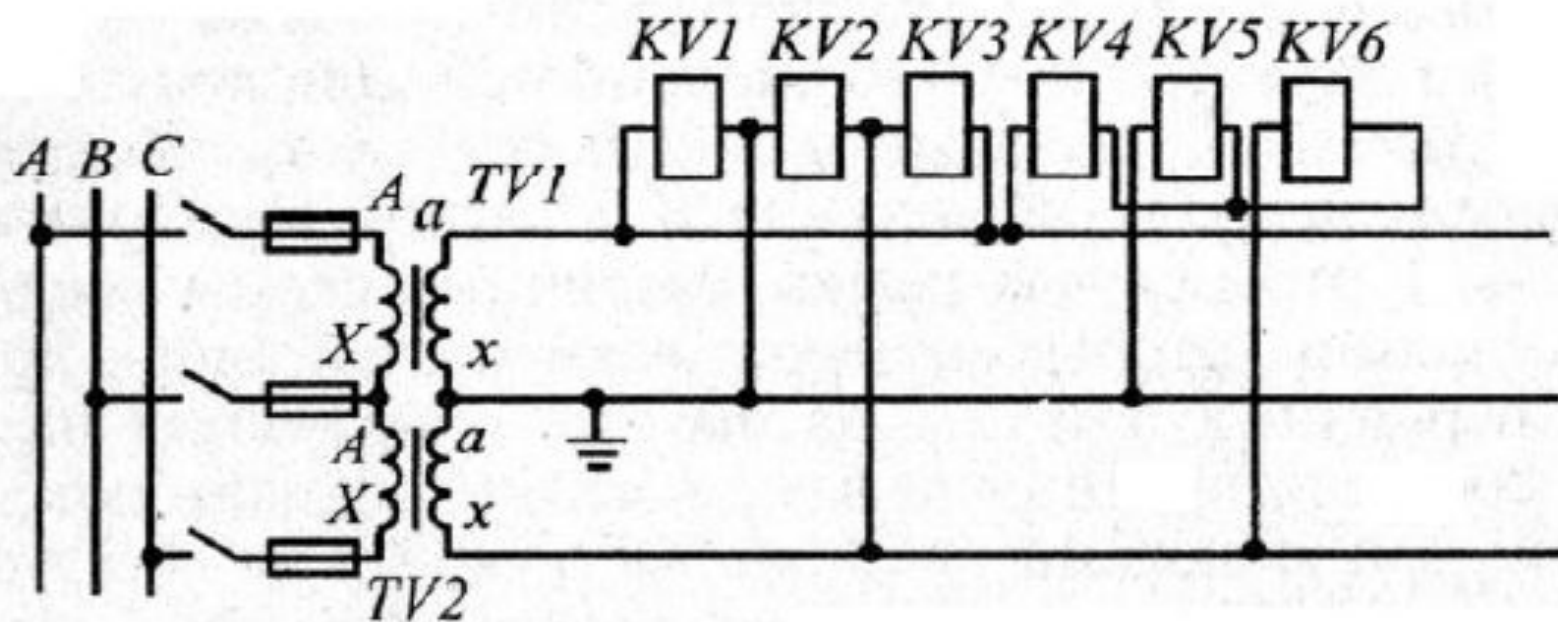 KV1 KV2 KV3 KV4 KV5 KV6
A B C
A a TV1
X x
A a
X x
TV2